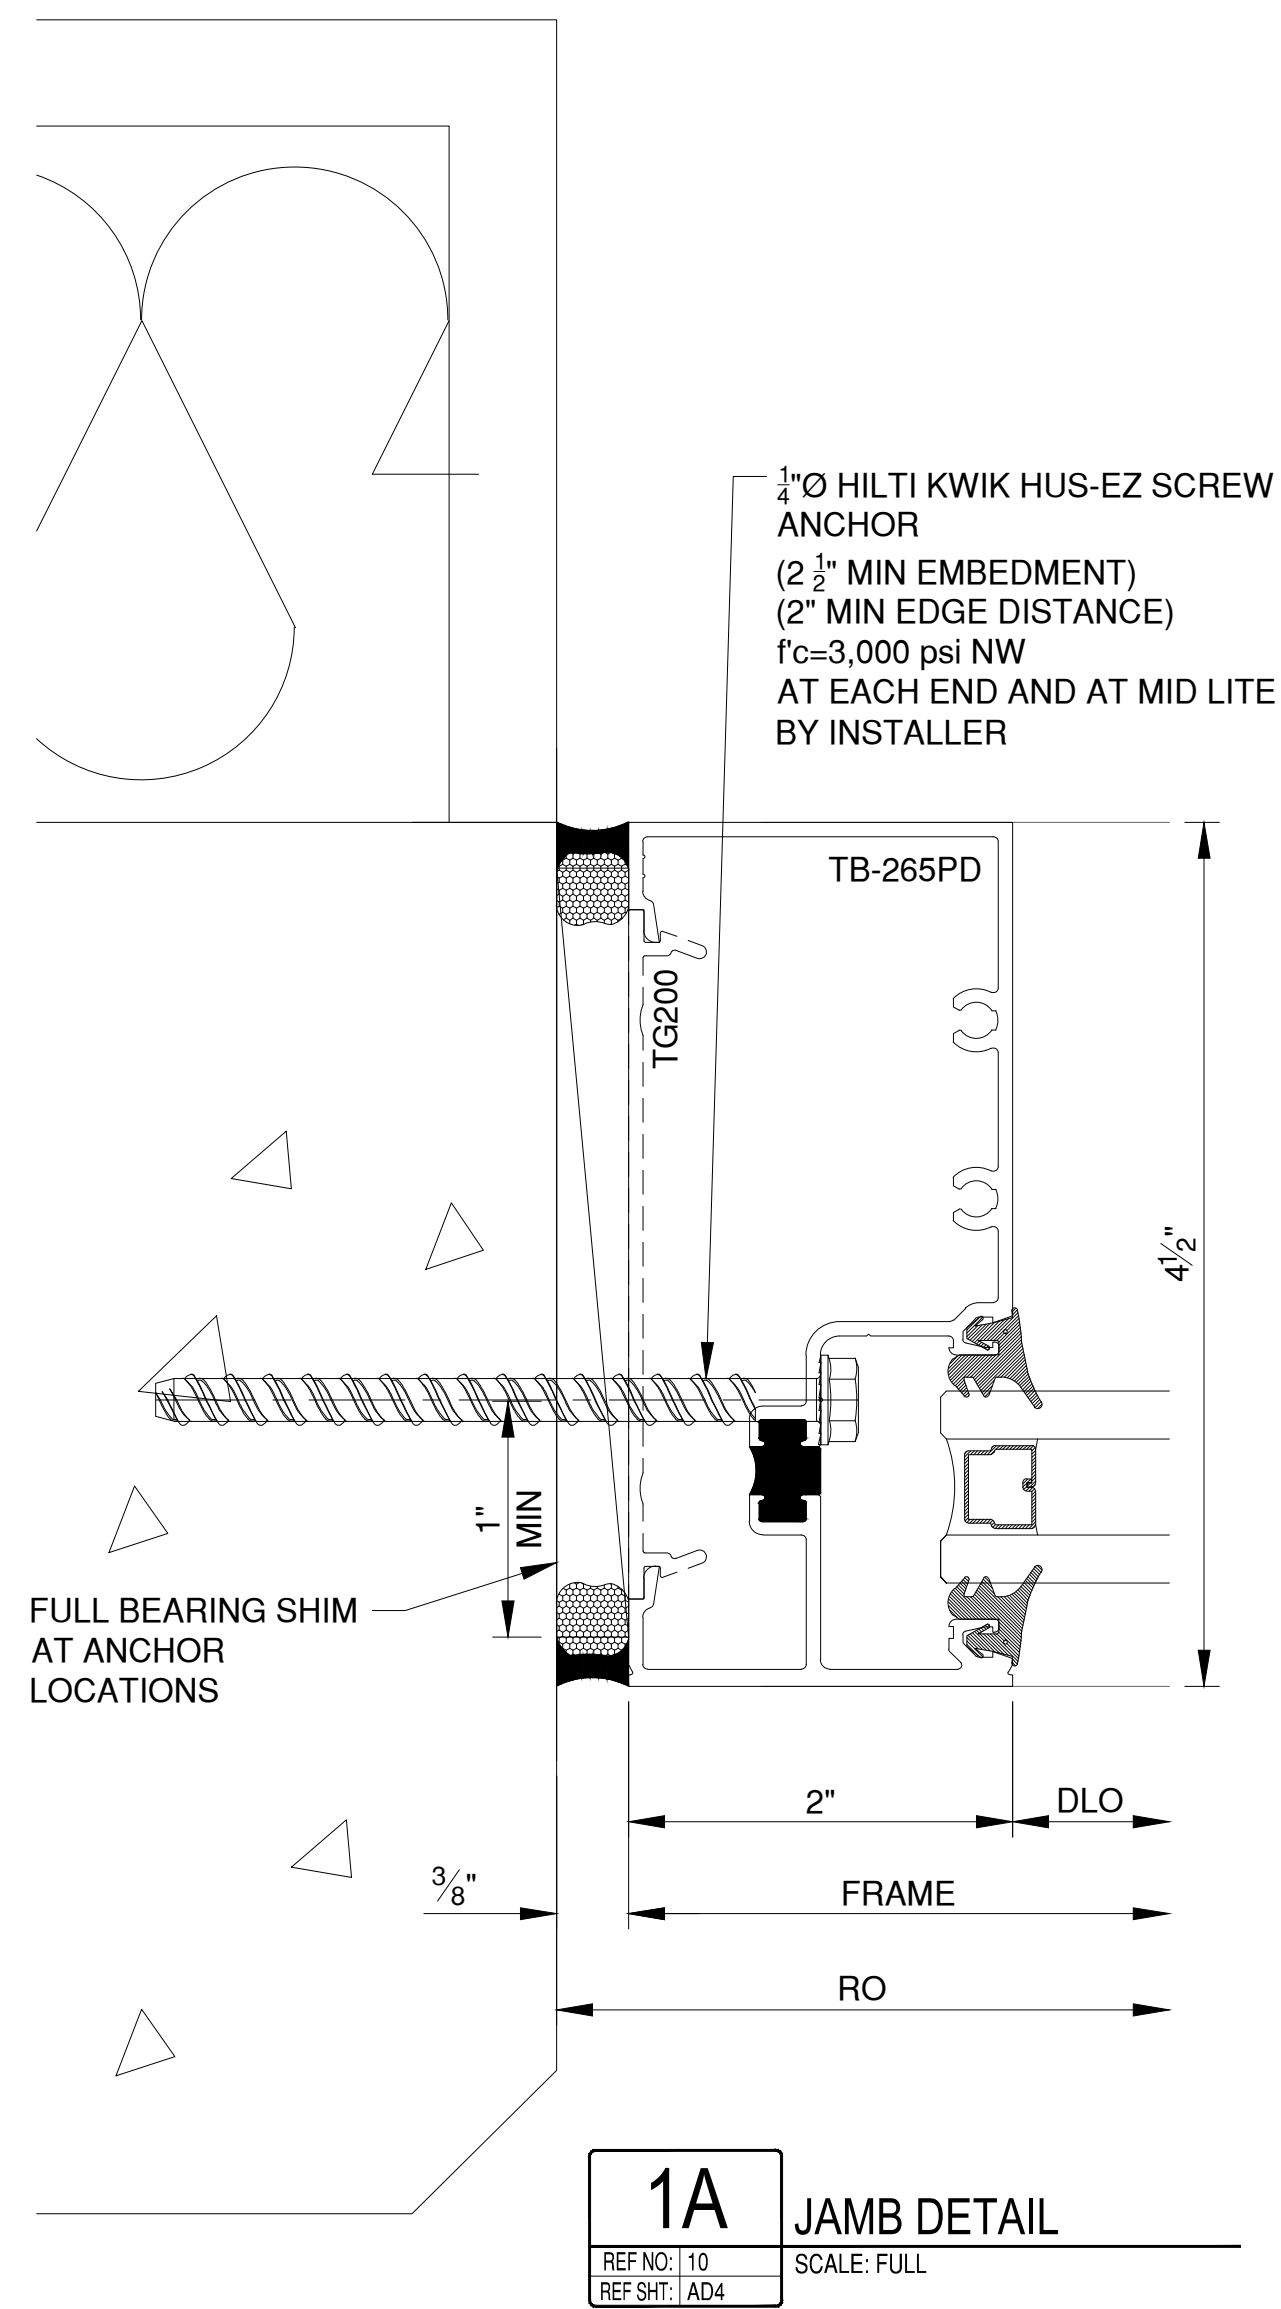 1/4"Ø HILTI KWIK HUS-EZ SCREW
ANCHOR
(2 1/2" MIN EMBEDMENT)
(2" MIN EDGE DISTANCE)
f'c=3,000 psi NW
AT EACH END AND AT MID LITE
BY INSTALLER
TB-265PD
TG200
4 1/2"
1"
MIN
FULL BEARING SHIM
AT ANCHOR
LOCATIONS
2"
DLO
3/8"
FRAME
RO
1A
JAMB DETAIL
REF NO: 10
SCALE: FULL
REF SHT: AD4